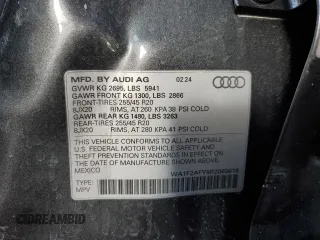 MFD. BY AUDI AG 02.24
GVWR KG 2695, LBS 5941
GAWR FRONT KG 1300, LBS 2866
FRONT-TIRES 255/45 R20
8JX20 RIMS, AT 260 KPA 38 PSI COLD
GAWR REAR KG 1480, LBS 3263
REAR-TIRES 255/45 R20
8JX20 RIMS, AT 280 KPA 41 PSI COLD
THIS VEHICLE CONFORMS TO ALL APPLICABLE
U.S. FEDERAL MOTOR VEHICLE SAFETY,
BUMPER, AND THEFT PREVENTION
STANDARDS IN EFFECT ON
THE DATE OF MANUFACTURE
SHOWN ABOVE.
MEXICO
TYPE:
MPV